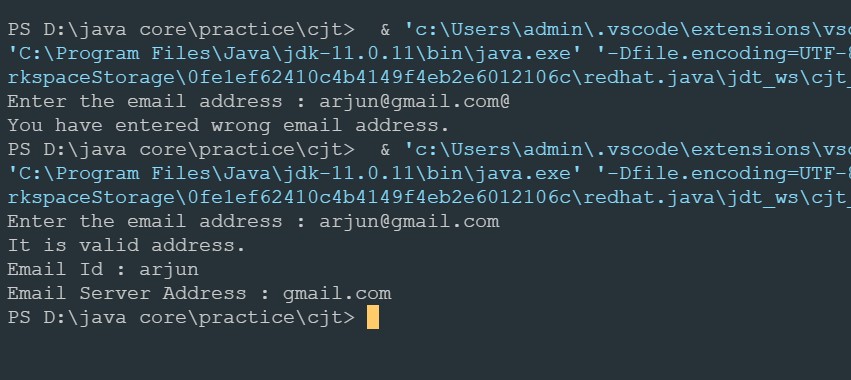 PS D:\java core\practice\cjt>  & 'c:\Users\admin\.vscode\extensions\vsc
'C:\Program Files\Java\jdk-11.0.11\bin\java.exe' '-Dfile.encoding=UTF-8
rkspaceStorage\0fe1ef62410c4b4149f4eb2e6012106c\redhat.java\jdt_ws\cjt_
Enter the email address : arjun@gmail.com@
You have entered wrong email address.
PS D:\java core\practice\cjt>  & 'c:\Users\admin\.vscode\extensions\vsc
'C:\Program Files\Java\jdk-11.0.11\bin\java.exe' '-Dfile.encoding=UTF-8
rkspaceStorage\0fe1ef62410c4b4149f4eb2e6012106c\redhat.java\jdt_ws\cjt_
Enter the email address : arjun@gmail.com
It is valid address.
Email Id : arjun
Email Server Address : gmail.com
PS D:\java core\practice\cjt>